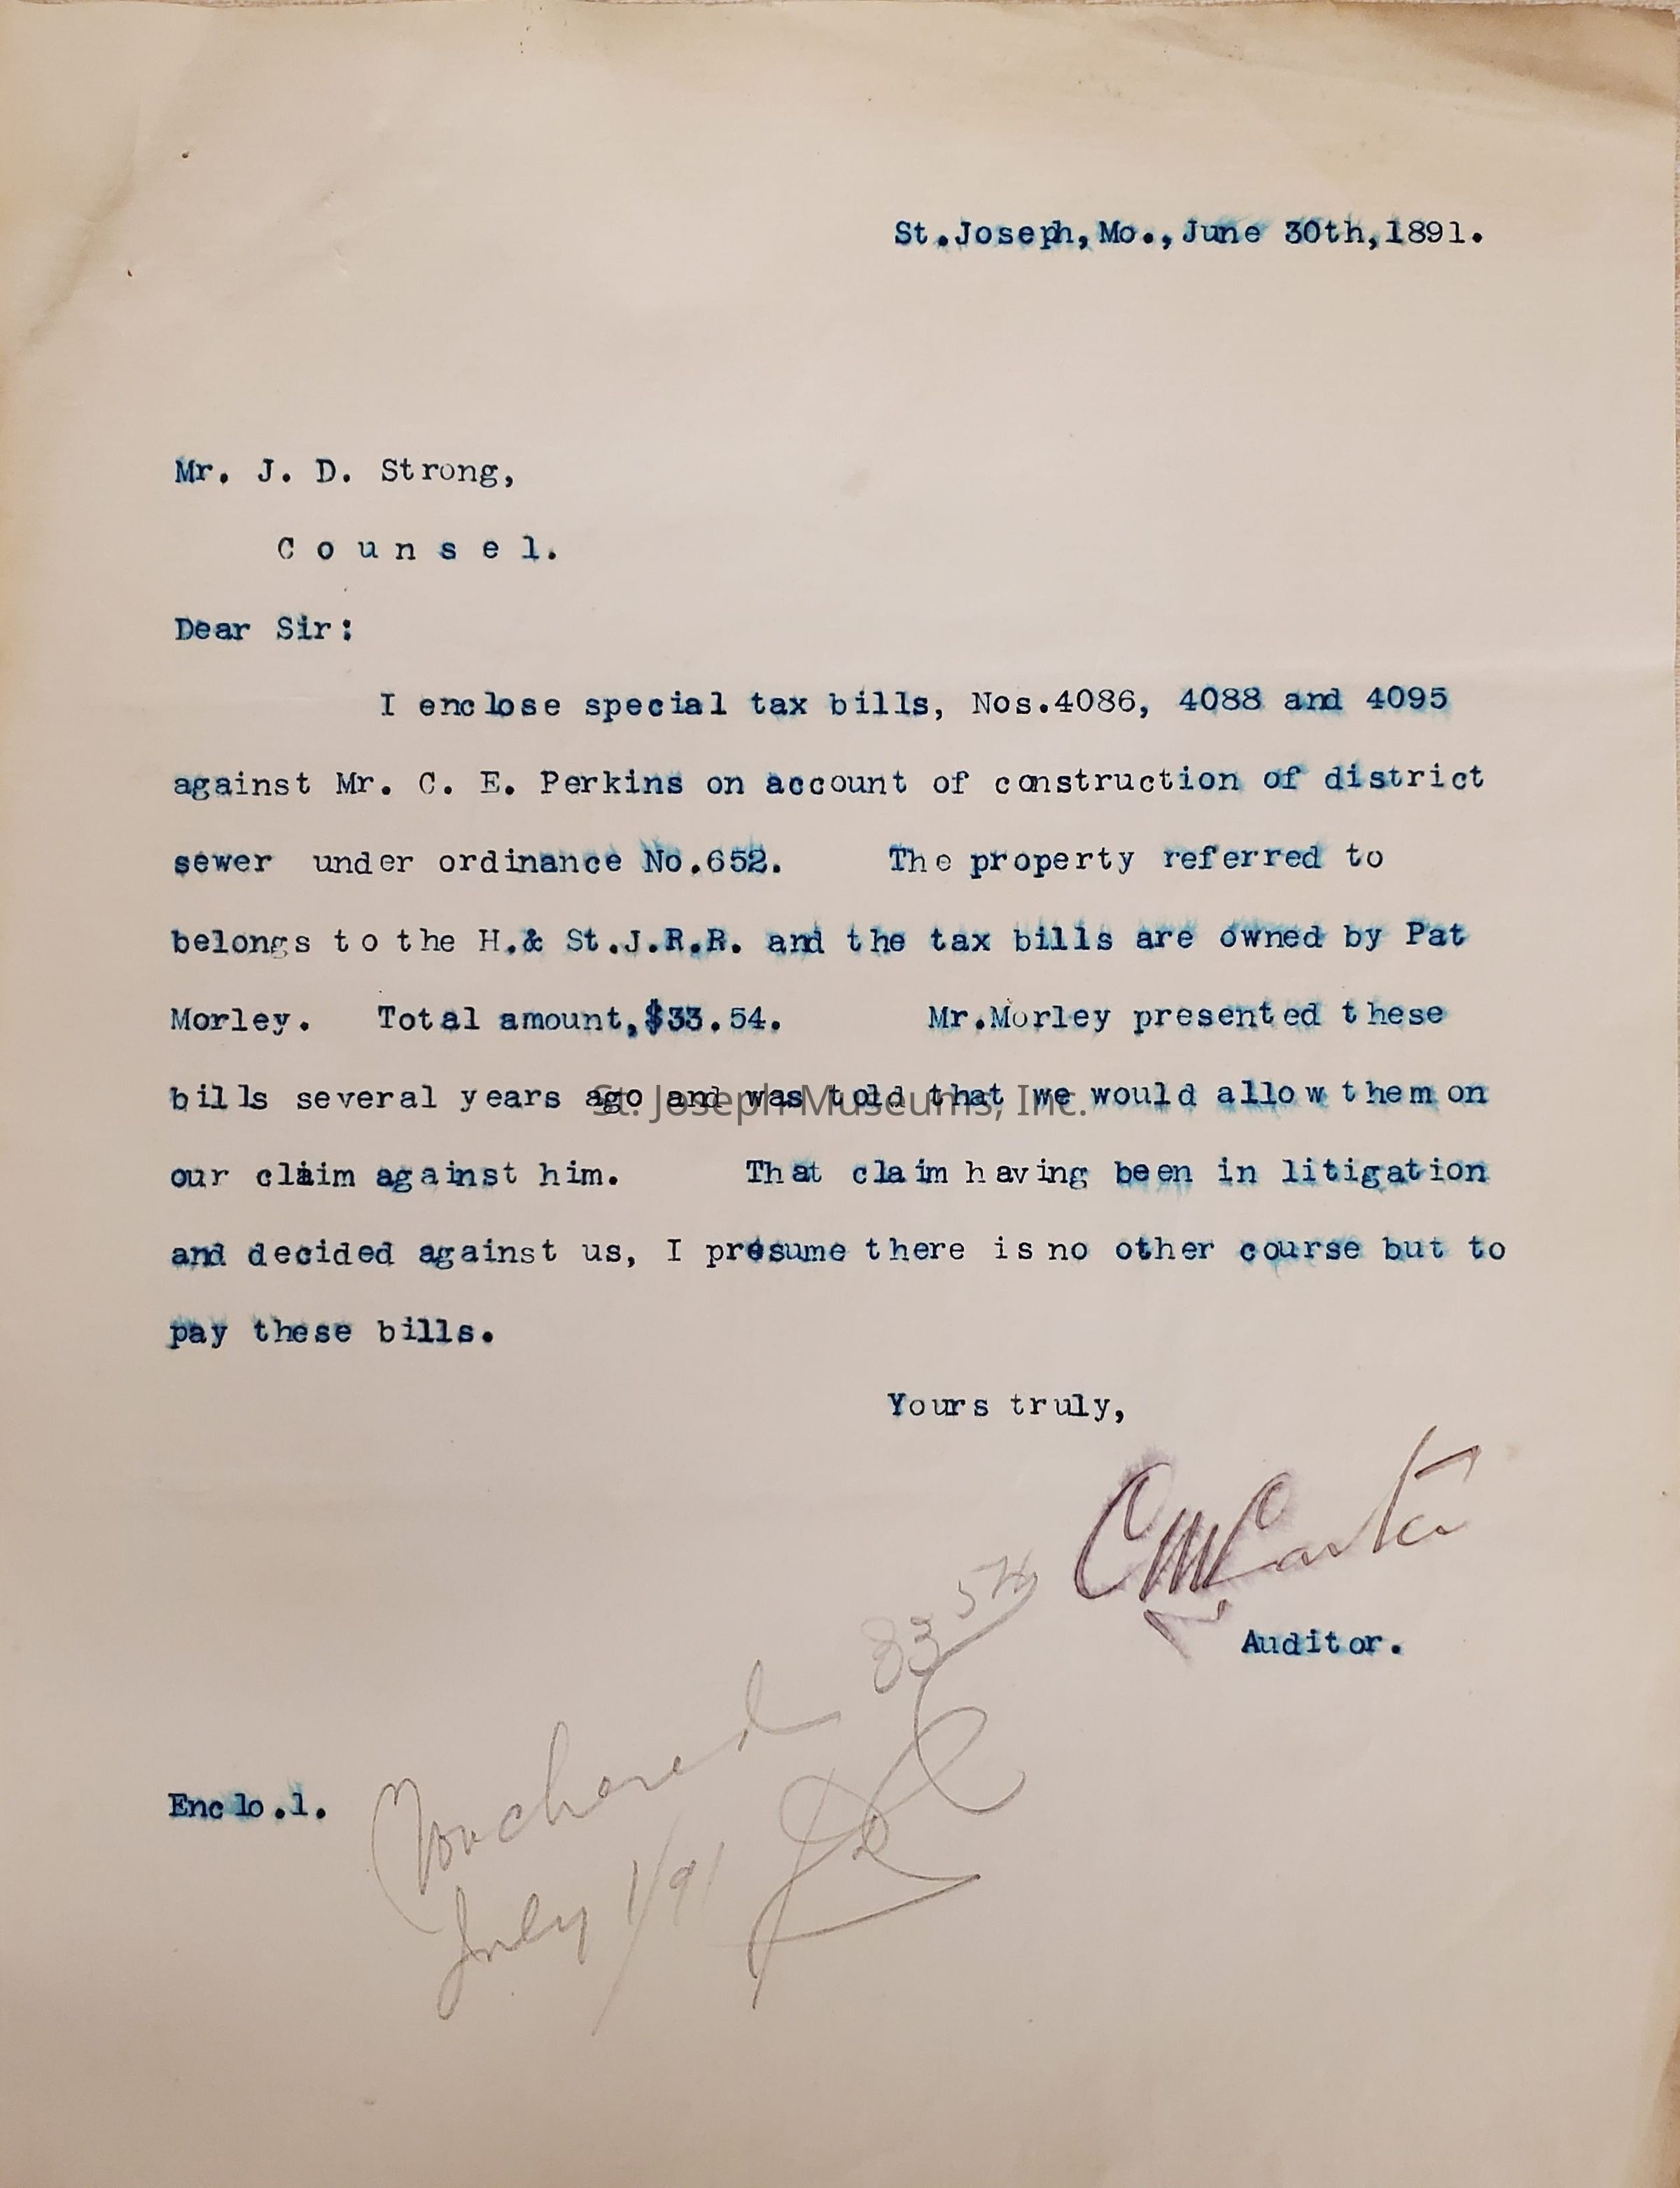 St.Joseph,Mo.,June 30th,1891.
Mr. J. D. Strong,
C o u n s e l.
Dear Sir:
I enclose special tax bills, Nos.4086, 4088 and 4095
against Mr. C. E. Perkins on account of construction of district
sewer under ordinance No.652. The property referred to
belongs to the H.& St.J.R.R. and the tax bills are owned by Pat
Morley. Total amount,$33.54. Mr.Morley presented these
bills several years ago and was told that we would allow them on
St. Joseph Museums, Inc.
our claim against him. That claim having been in litigation
and decided against us, I presume there is no other course but to
pay these bills.
Yours truly,
CM Carter
Auditor.
Enclo.1.
Vouchered 33 54
July 1/91